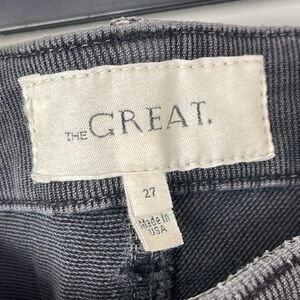 THE GREAT.
27
Made In
USA